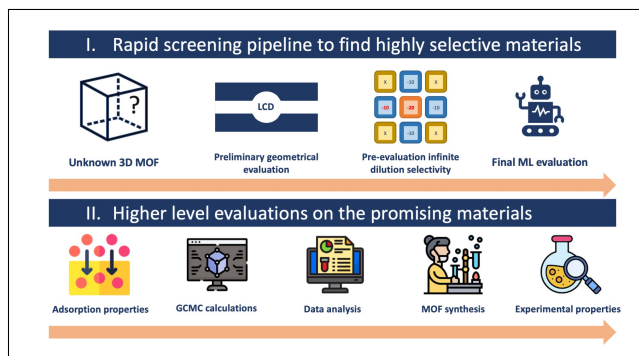 I. Rapid screening pipeline to find highly selective materials
?
LCD
X -10 X
-10 -20 -10
X -10 X
Unknown 3D MOF
Preliminary geometrical
evaluation
Pre-evaluation infinite
dilution selectivity
Final ML evaluation
II. Higher level evaluations on the promising materials
Adsorption properties
GCMC calculations
Data analysis
MOF synthesis
Experimental properties